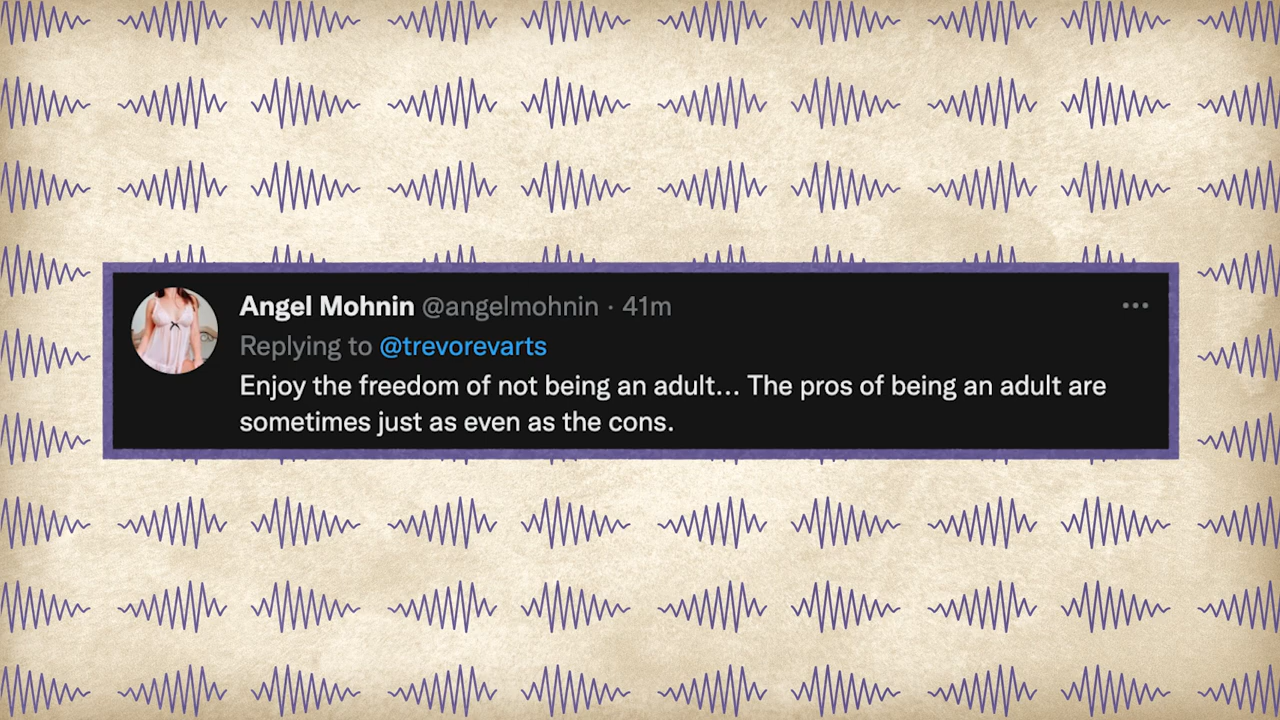 Angel Mohnin @angelmohnin · 41m
Replying to @trevorevarts
Enjoy the freedom of not being an adult... The pros of being an adult are
sometimes just as even as the cons.